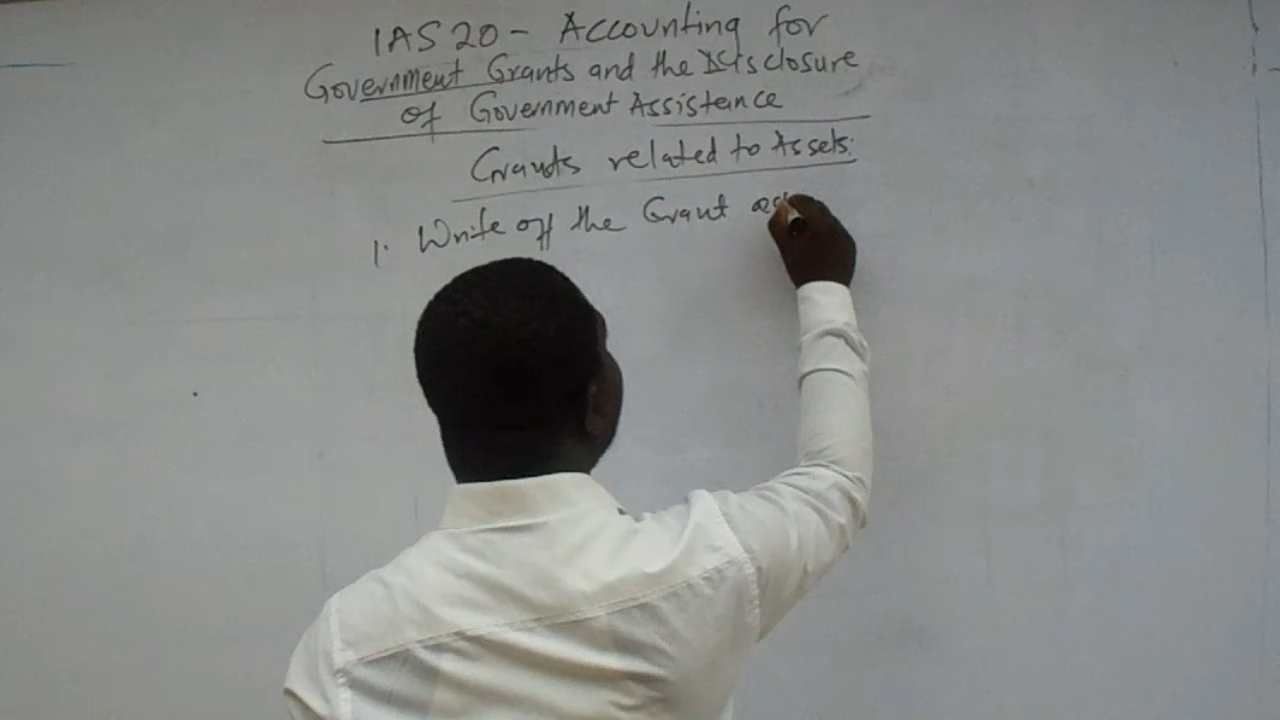 IAS 20 - Accounting for
Government Grants and the Disclosure
of Government Assistance
Grants related to Assets.
1. Write off the Grant